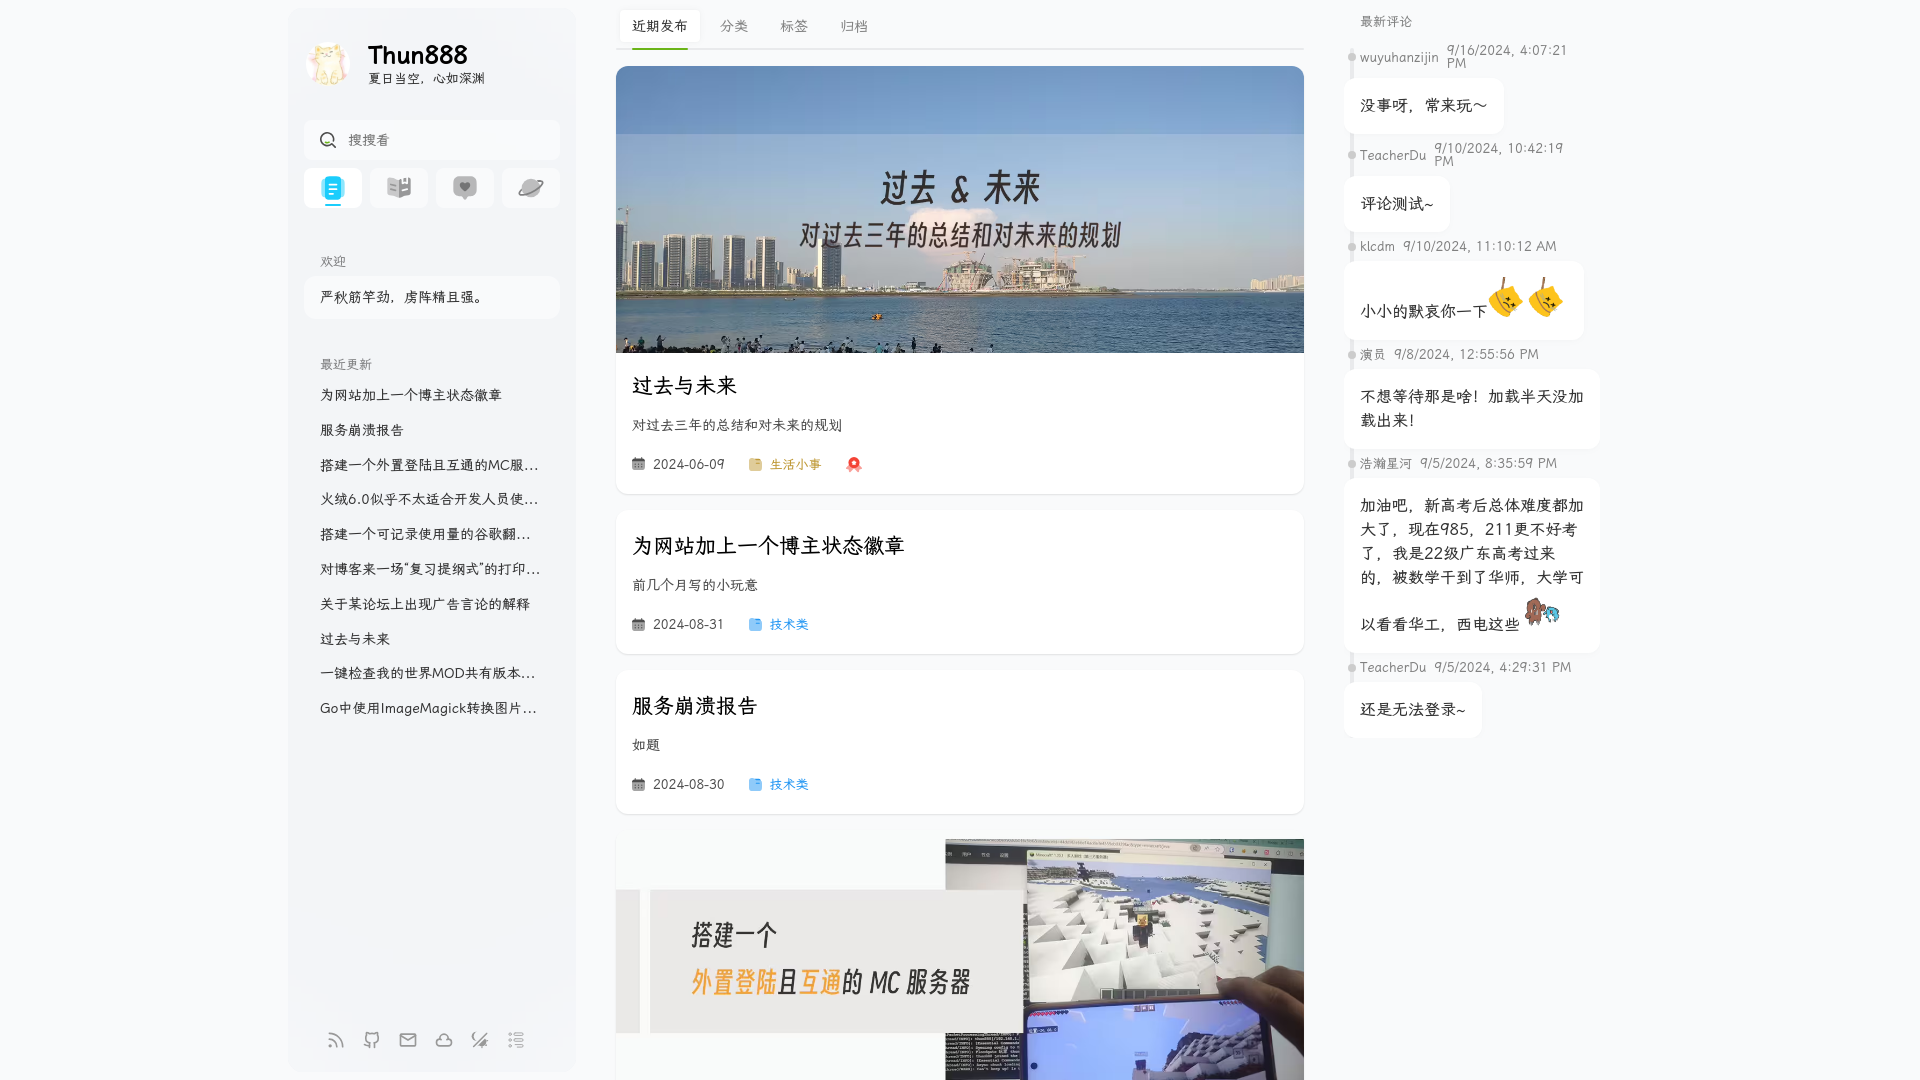 Thun888
夏日当空，心如深渊
搜搜看
欢迎
严秋筋竿劲，虏阵精且强。
最近更新
为网站加上一个博主状态徽章
服务崩溃报告
搭建一个外置登陆且互通的MC服...
火绒6.0似乎不太适合开发人员使...
搭建一个可记录使用量的谷歌翻...
对博客来一场“复习提纲式”的打印...
关于某论坛上出现广告言论的解释
过去与未来
一键检查我的世界MOD共有版本...
Go中使用ImageMagick转换图片...
近期发布 分类 标签 归档
过去 & 未来
对过去三年的总结和对未来的规划
过去与未来
对过去三年的总结和对未来的规划
2024-06-09 生活小事
为网站加上一个博主状态徽章
前几个月写的小玩意
2024-08-31 技术类
服务崩溃报告
如题
2024-08-30 技术类
搭建一个
外置登陆且互通的 MC 服务器
最新评论
wuyuhanzijin 9/16/2024, 4:07:21 PM
没事呀，常来玩～
TeacherDu 9/10/2024, 10:42:19 PM
评论测试~
klcdm 9/10/2024, 11:10:12 AM
小小的默哀你一下
演员 9/8/2024, 12:55:56 PM
不想等待那是啥！加载半天没加
载出来！
浩瀚星河 9/5/2024, 8:35:59 PM
加油吧，新高考后总体难度都加
大了，现在985，211更不好考
了，我是22级广东高考过来
的，被数学干到了华师，大学可
以看看华工，西电这些
TeacherDu 9/5/2024, 4:29:31 PM
还是无法登录~